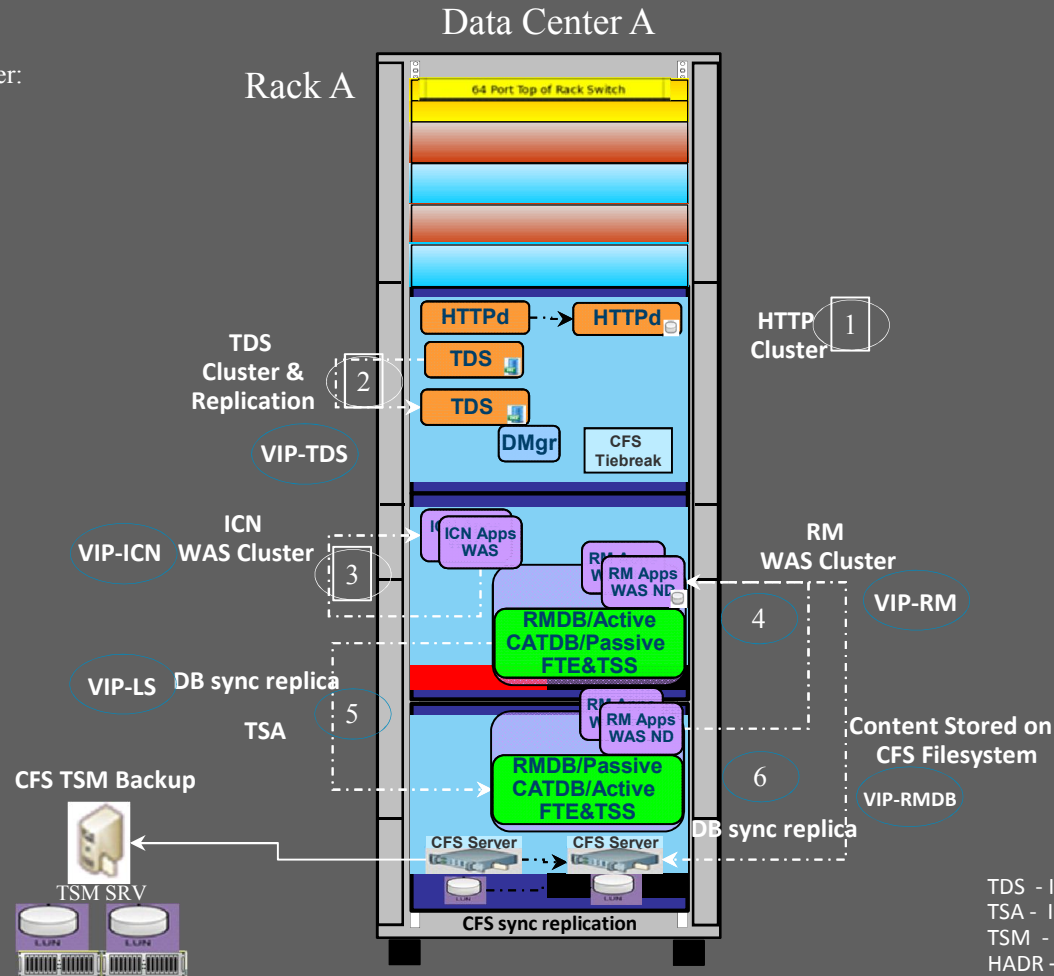 Data Center A
er:
Rack A
64 Port Top of Rack Switch
HTTPd
HTTPd
HTTP
Cluster
1
TDS
Cluster &
Replication
2
TDS
TDS
VIP-TDS
DMgr
CFS
Tiebreak
ICN
WAS Cluster
VIP-ICN
3
ICN Apps
WAS
RM
WAS Cluster
RM Apps
WAS ND
VIP-RM
4
RMDB/Active
CATDB/Passive
FTE&TSS
VIP-LS
DB sync replica
5
TSA
RM Apps
WAS ND
Content Stored on
CFS Filesystem
RMDB/Passive
CATDB/Active
FTE&TSS
6
VIP-RMDB
DB sync replica
CFS TSM Backup
CFS Server
CFS Server
TSM SRV
LUN
LUN
LUN
LUN
CFS sync replication
TDS - I
TSA - I
TSM -
HADR -